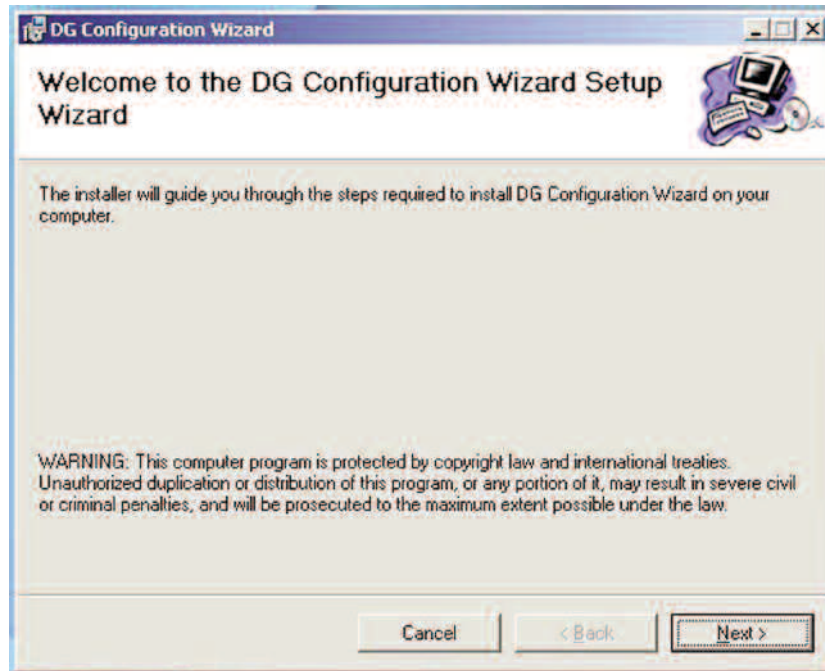 DG Configuration Wizard
Welcome to the DG Configuration Wizard Setup
Wizard
The installer will guide you through the steps required to install DG Configuration Wizard on your
computer.
WARNING: This computer program is protected by copyright law and international treaties.
Unauthorized duplication or distribution of this program, or any portion of it, may result in severe civil
or criminal penalties, and will be prosecuted to the maximum extent possible under the law.
Cancel < Back Next >